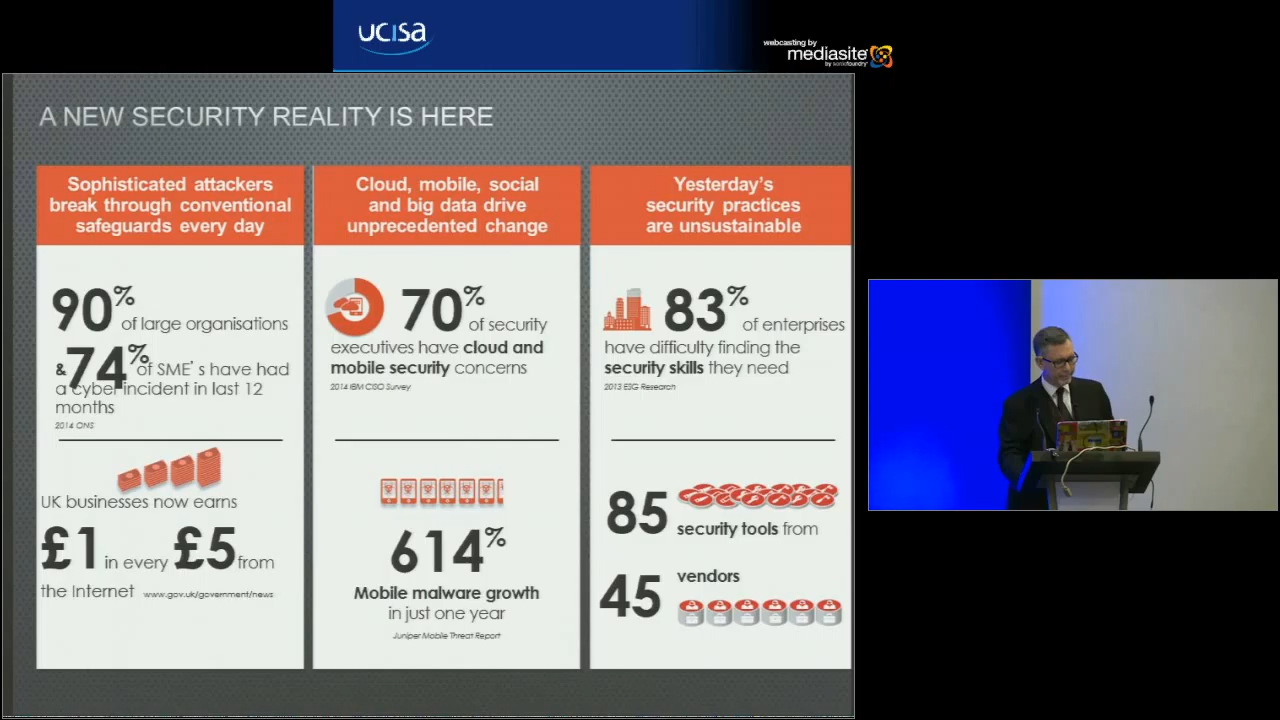 ucisa
webcasting by
mediasite
by sonicfoundry
A NEW SECURITY REALITY IS HERE
Sophisticated attackers
break through conventional
safeguards every day
90% of large organisations
&74% of SME's have had
a cyber incident in last 12
months
2014 ONS
UK businesses now earns
£1 in every £5 from
the Internet www.gov.uk/government/news
Cloud, mobile, social
and big data drive
unprecedented change
70% of security
executives have cloud and
mobile security concerns
2014 IBM CISO Survey
614%
Mobile malware growth
in just one year
Juniper Mobile Threat Report
Yesterday's
security practices
are unsustainable
83% of enterprises
have difficulty finding the
security skills they need
2013 ESG Research
85 security tools from
45 vendors